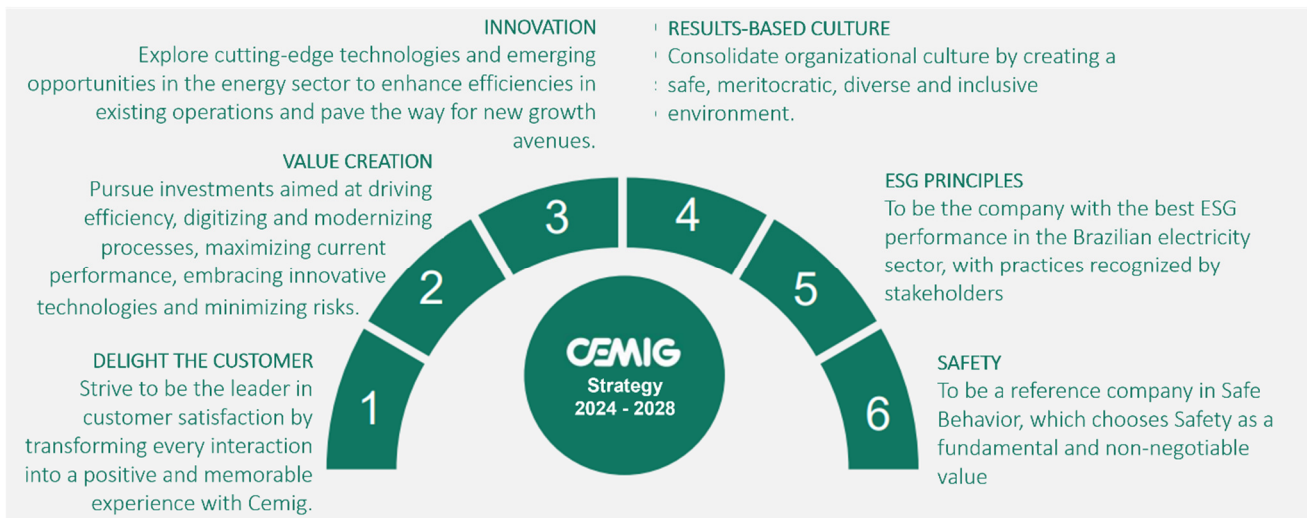 INNOVATION
Explore cutting-edge technologies and emerging
opportunities in the energy sector to enhance efficiencies in
existing operations and pave the way for new growth
avenues.
RESULTS-BASED CULTURE
Consolidate organizational culture by creating a
safe, meritocratic, diverse and inclusive
environment.
VALUE CREATION
Pursue investments aimed at driving
efficiency, digitizing and modernizing
processes, maximizing current
performance, embracing innovative
technologies and minimizing risks.
ESG PRINCIPLES
To be the company with the best ESG
performance in the Brazilian electricity
sector, with practices recognized by
stakeholders
DELIGHT THE CUSTOMER
Strive to be the leader in
customer satisfaction by
transforming every interaction
into a positive and memorable
experience with Cemig.
SAFETY
To be a reference company in Safe
Behavior, which chooses Safety as a
fundamental and non-negotiable
value
1
2
3
4
5
6
CEMIG
Strategy
2024 - 2028